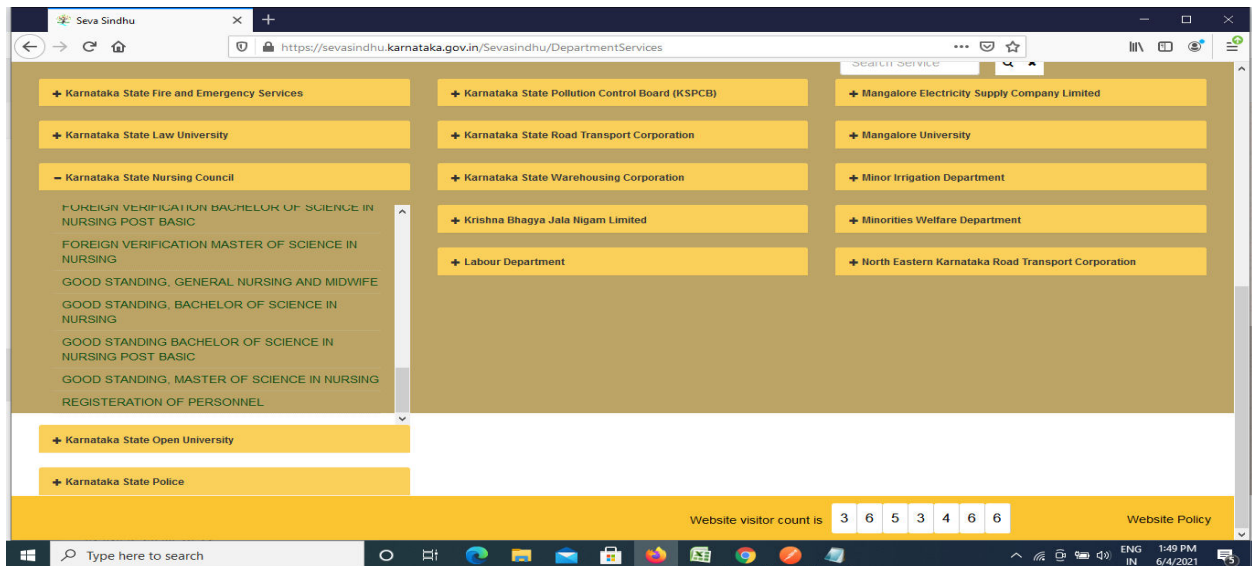 Seva Sindhu
https://sevasindhu.karnataka.gov.in/Sevasindhu/DepartmentServices
Search Service
+ Karnataka State Fire and Emergency Services
+ Karnataka State Pollution Control Board (KSPCB)
+ Mangalore Electricity Supply Company Limited
+ Karnataka State Law University
+ Karnataka State Road Transport Corporation
+ Mangalore University
− Karnataka State Nursing Council
+ Karnataka State Warehousing Corporation
+ Minor Irrigation Department
FOREIGN VERIFICATION BACHELOR OF SCIENCE IN
NURSING POST BASIC
FOREIGN VERIFICATION MASTER OF SCIENCE IN
NURSING
GOOD STANDING, GENERAL NURSING AND MIDWIFE
GOOD STANDING, BACHELOR OF SCIENCE IN
NURSING
GOOD STANDING BACHELOR OF SCIENCE IN
NURSING POST BASIC
GOOD STANDING, MASTER OF SCIENCE IN NURSING
REGISTERATION OF PERSONNEL
+ Krishna Bhagya Jala Nigam Limited
+ Minorities Welfare Department
+ Labour Department
+ North Eastern Karnataka Road Transport Corporation
+ Karnataka State Open University
+ Karnataka State Police
Website visitor count is 3 6 5 3 4 6 6
Website Policy
Type here to search
ENG
IN
1:49 PM
6/4/2021
5